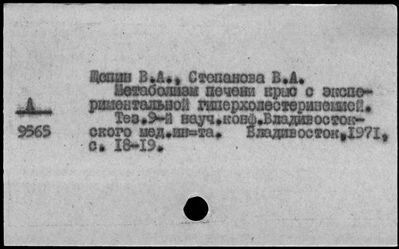 Щепин В.А., Степанова В.А.
Метаболизм печени крыс с экспе-
риментальной гиперхолестеринемией.
Тез.9-й науч.конф.Владивосток-
ского мед.ин-та. Владивосток,1971,
с. 18-19.
А
9565